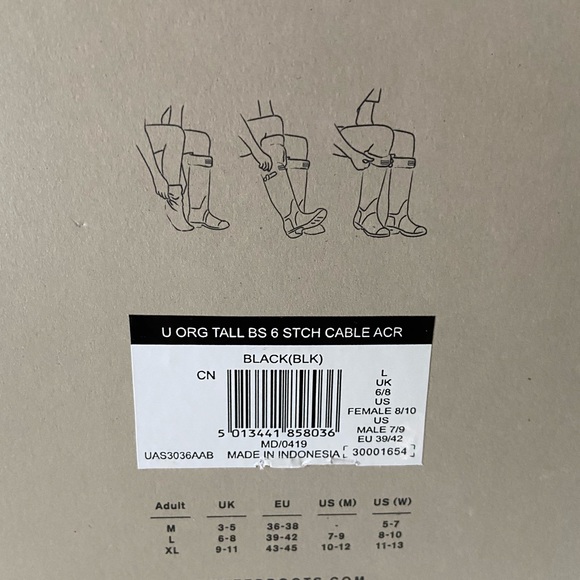 U ORG TALL BS 6 STCH CABLE ACR
BLACK(BLK)
CN
L
UK
6/8
US
FEMALE 8/10
US
MALE 7/9
EU 39/42
5 013441 858036
MD/0419
UAS3036AAB MADE IN INDONESIA [30001654]
Adult UK EU US (M) US (W)
M 3-5 36-38 - 5-7
L 6-8 39-42 7-9 8-10
XL 9-11 43-45 10-12 11-13